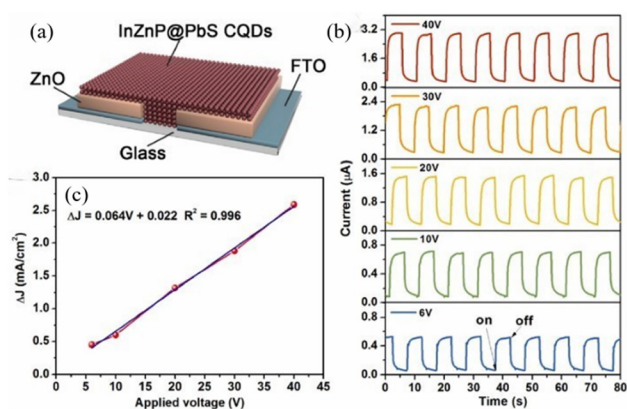 (a)
InZnP@PbS CQDs
ZnO
FTO
Glass
(b)
40V
3.2
1.6
0.0
30V
2.4
1.2
0.0
20V
1.6
0.8
0.0
10V
0.8
0.4
0.0
6V
on
off
0.8
0.4
0.0
0 10 20 30 40 50 60 70 80
Current (μA)
Time (s)
(c)
ΔJ = 0.064V + 0.022 R² = 0.996
3.0
2.5
2.0
1.5
1.0
0.5
0.0
0 5 10 15 20 25 30 35 40 45
ΔJ (mA/cm²)
Applied voltage (V)